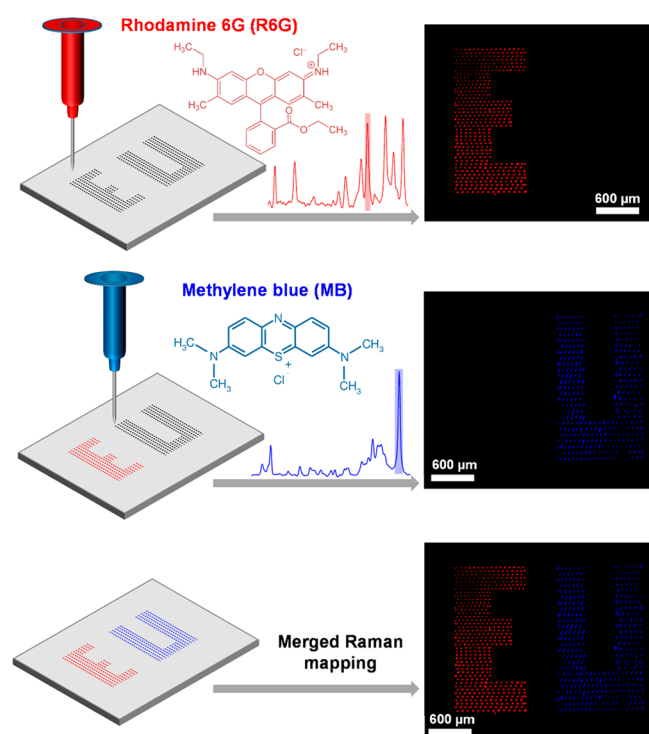 Rhodamine 6G (R6G)
Cl⁻
H₃C
CH₃
HN
O
NH
+
H₃C
CH₃
O
O
CH₃
600 µm
Methylene blue (MB)
N
H₃C
N
S
+
N
CH₃
CH₃
Cl⁻
CH₃
600 µm
Merged Raman
mapping
E U
600 µm